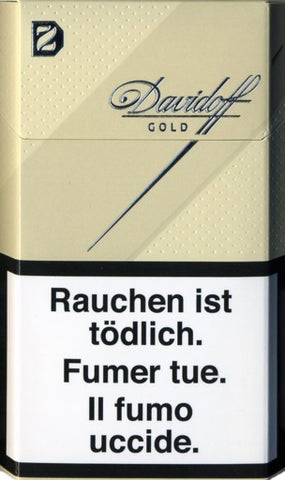 Davidoff
GOLD
Rauchen ist
tödlich.
Fumer tue.
Il fumo
uccide.